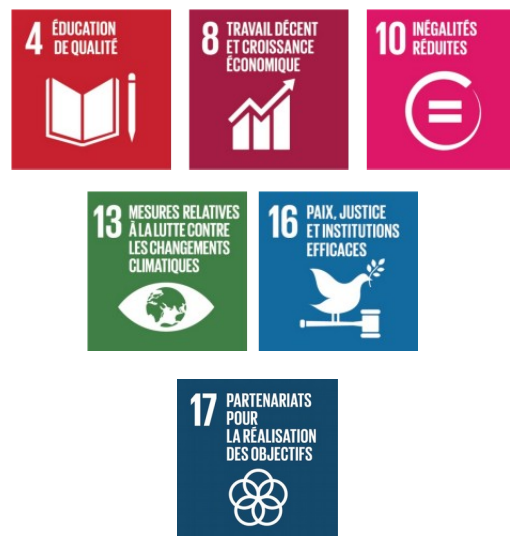 4 ÉDUCATION
DE QUALITÉ
8 TRAVAIL DÉCENT
ET CROISSANCE
ÉCONOMIQUE
10 INÉGALITÉS
RÉDUITES
13 MESURES RELATIVES
À LA LUTTE CONTRE
LES CHANGEMENTS
CLIMATIQUES
16 PAIX, JUSTICE
ET INSTITUTIONS
EFFICACES
17 PARTENARIATS
POUR
LA RÉALISATION
DES OBJECTIFS